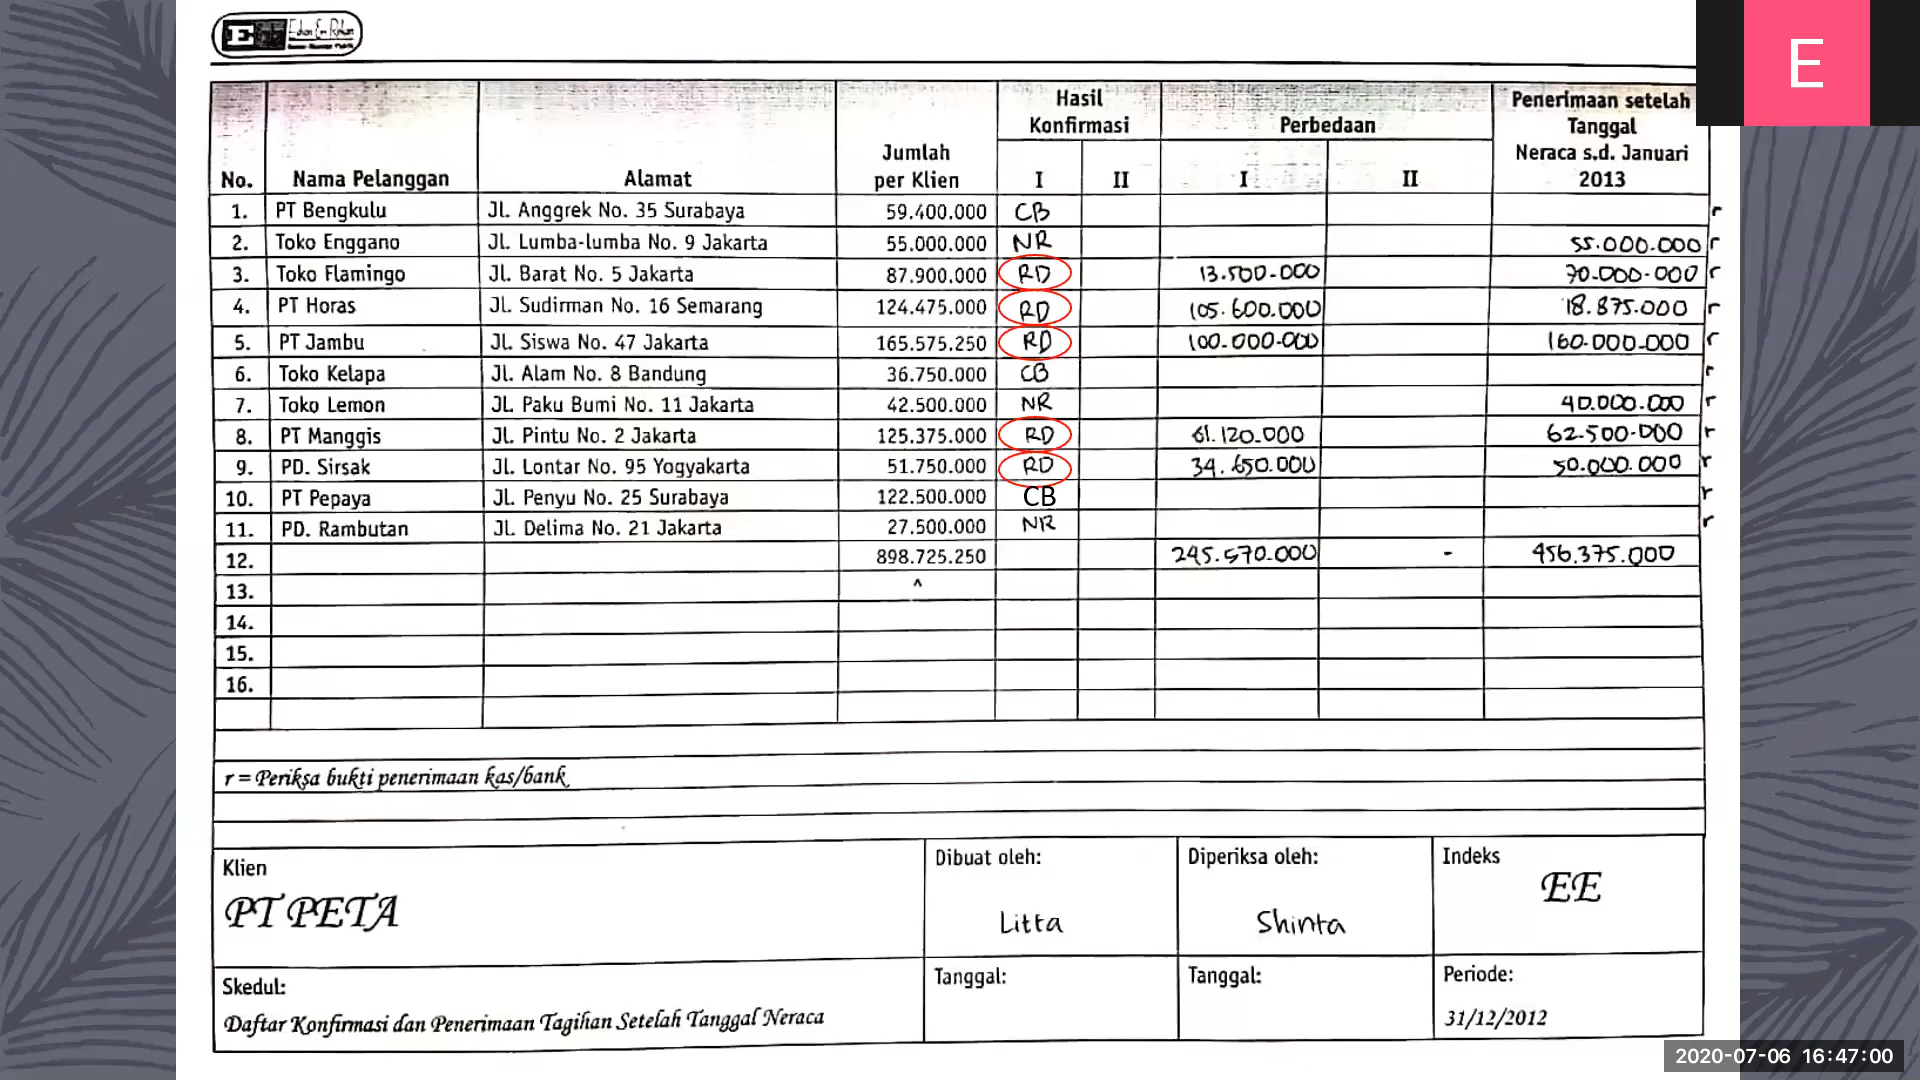 E
Hasil Konfirmasi
Perbedaan
Penerimaan setelah Tanggal Neraca s.d. Januari 2013
No. Nama Pelanggan Alamat Jumlah per Klien I II I II
1. PT Bengkulu Jl. Anggrek No. 35 Surabaya 59.400.000 CB r
2. Toko Enggano Jl. Lumba-lumba No. 9 Jakarta 55.000.000 NR 55.000.000 r
3. Toko Flamingo Jl. Barat No. 5 Jakarta 87.900.000 RD 13.500.000 70.000.000 r
4. PT Horas Jl. Sudirman No. 16 Semarang 124.475.000 RD 105.600.000 18.875.000 r
5. PT Jambu Jl. Siswa No. 47 Jakarta 165.575.250 RD 100.000.000 160.000.000 r
6. Toko Kelapa Jl. Alam No. 8 Bandung 36.750.000 CB r
7. Toko Lemon Jl. Paku Bumi No. 11 Jakarta 42.500.000 NR 40.000.000 r
8. PT Manggis Jl. Pintu No. 2 Jakarta 125.375.000 RD 61.120.000 62.500.000 r
9. PD. Sirsak Jl. Lontar No. 95 Yogyakarta 51.750.000 RD 34.650.000 50.000.000 r
10. PT Pepaya Jl. Penyu No. 25 Surabaya 122.500.000 CB r
11. PD. Rambutan Jl. Delima No. 21 Jakarta 27.500.000 NR r
12. 898.725.250 245.570.000 - 456.375.000
13. ^
14.
15.
16.
r = Periksa bukti penerimaan kas/bank
Klien
PT PETA
Dibuat oleh:
Litta
Diperiksa oleh:
Shinta
Indeks
EE
Skedul:
Daftar Konfirmasi dan Penerimaan Tagihan Setelah Tanggal Neraca
Tanggal:
Tanggal:
Periode:
31/12/2012
E
2020-07-06 16:47:00